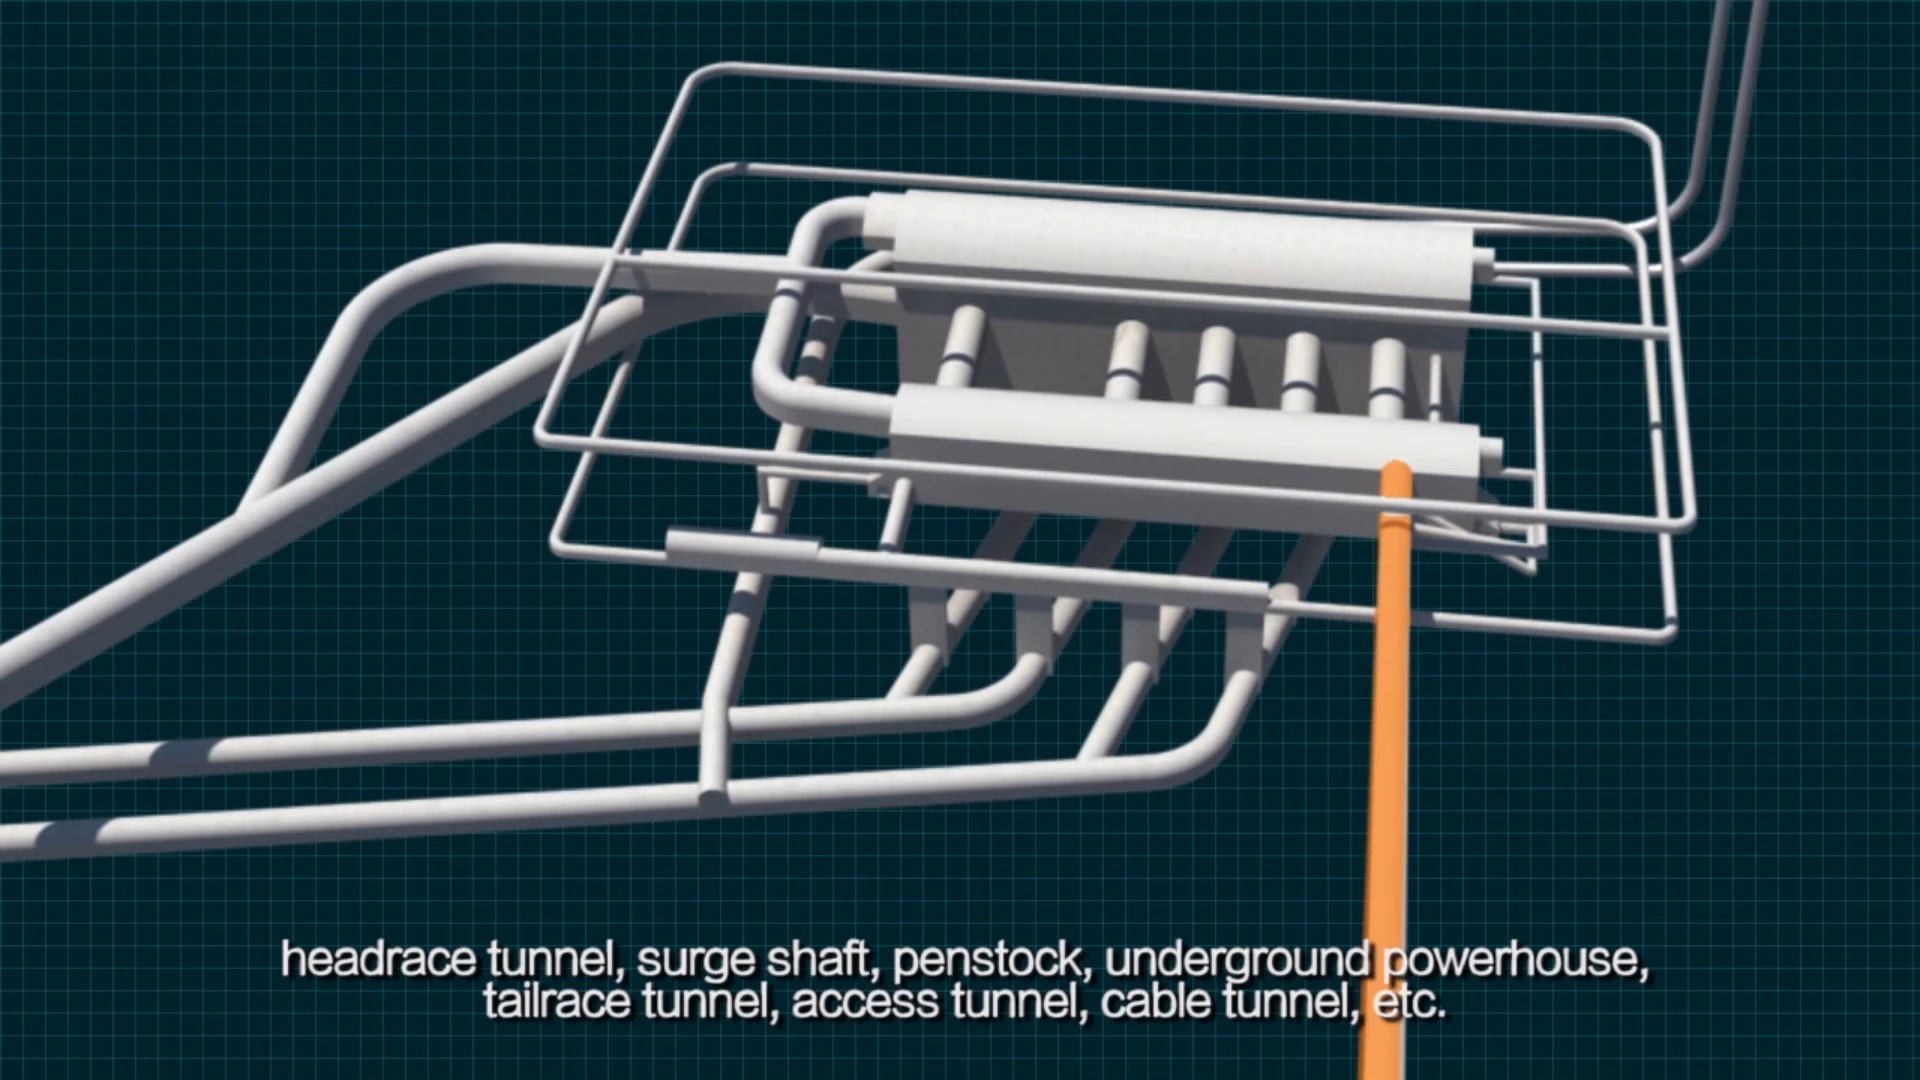 headrace tunnel, surge shaft, penstock, underground powerhouse,
tailrace tunnel, access tunnel, cable tunnel, etc.